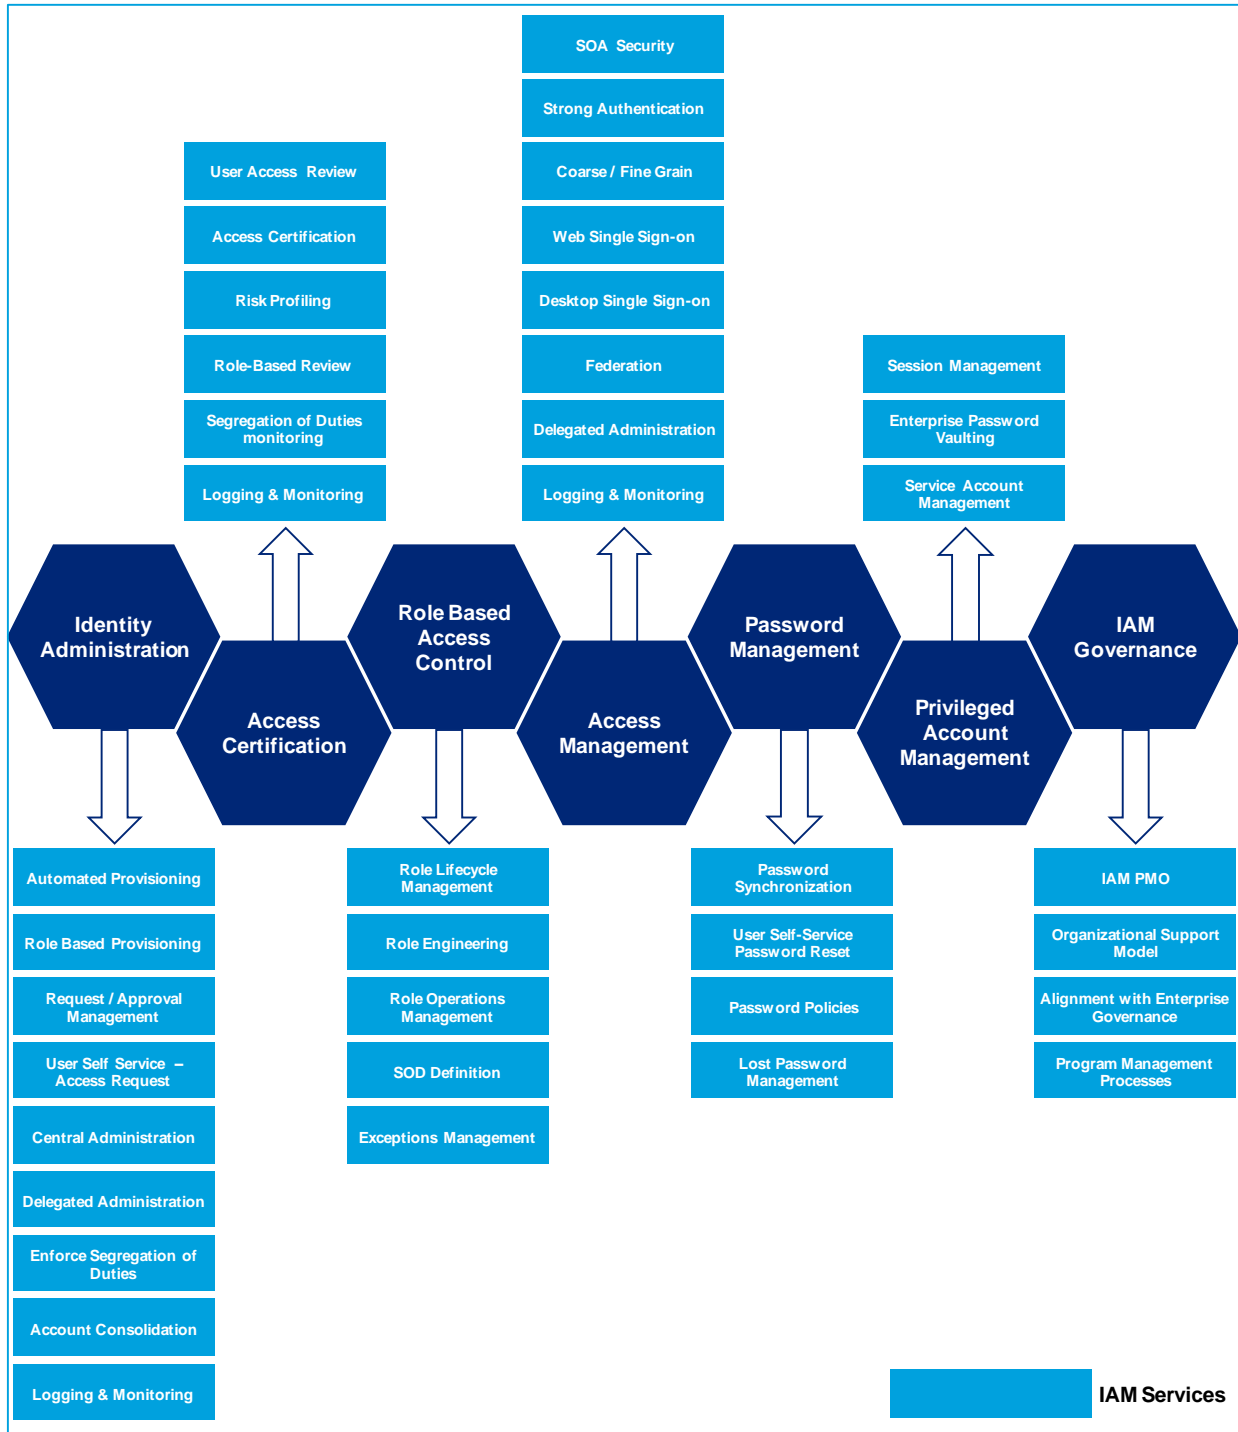 SOA Security
Strong Authentication
Coarse / Fine Grain
Web Single Sign-on
Desktop Single Sign-on
Federation
Delegated Administration
Logging & Monitoring
User Access Review
Access Certification
Risk Profiling
Role-Based Review
Segregation of Duties
monitoring
Logging & Monitoring
Session Management
Enterprise Password
Vaulting
Service Account
Management
Identity
Administration
Access
Certification
Role Based
Access
Control
Access
Management
Password
Management
Privileged
Account
Management
IAM
Governance
Automated Provisioning
Role Based Provisioning
Request / Approval
Management
User Self Service –
Access Request
Central Administration
Delegated Administration
Enforce Segregation of
Duties
Account Consolidation
Logging & Monitoring
Role Lifecycle
Management
Role Engineering
Role Operations
Management
SOD Definition
Exceptions Management
Password
Synchronization
User Self-Service
Password Reset
Password Policies
Lost Password
Management
IAM PMO
Organizational Support
Model
Alignment with Enterprise
Governance
Program Management
Processes
IAM Services